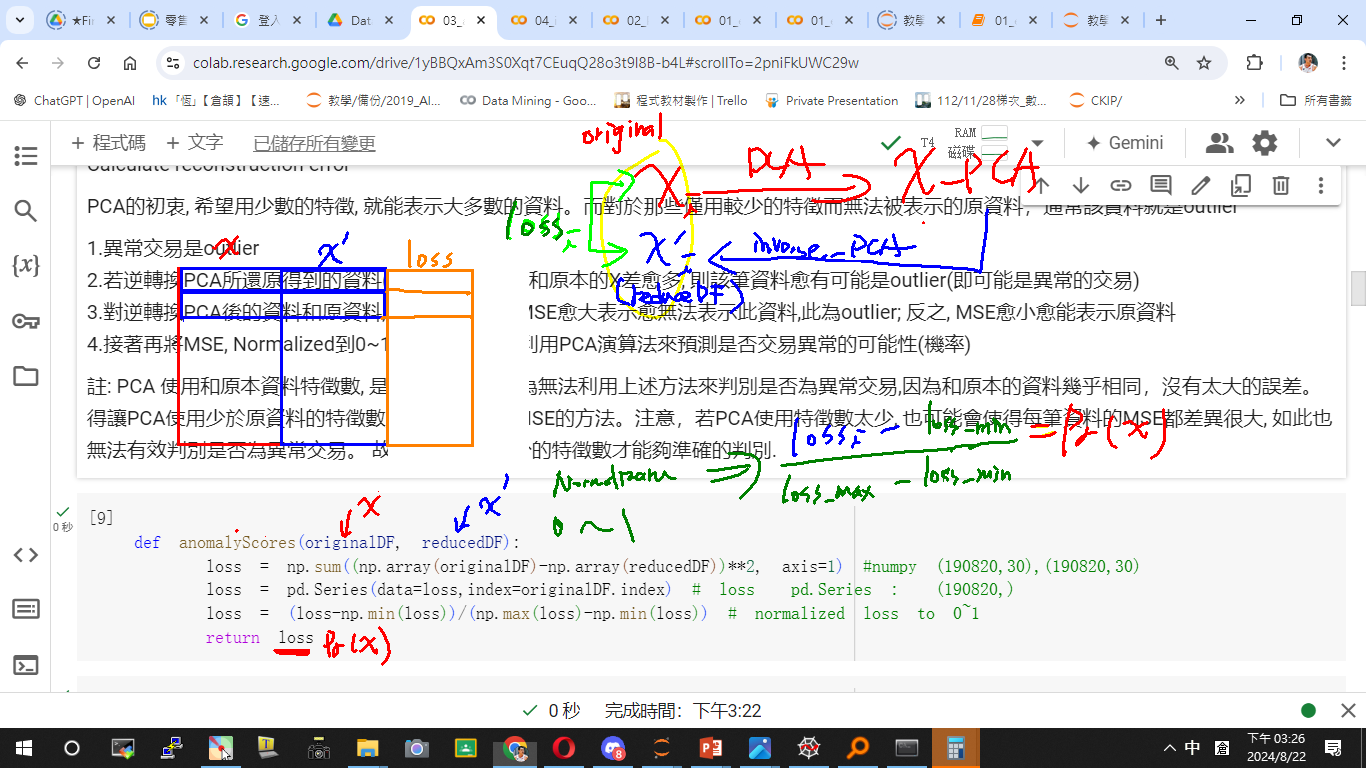 ★Fir
零售
登入
Dat
03_
04_i
02_l
01_
01_
教學
01_
教學
colab.research.google.com/drive/1yBBQxAm3S0Xqt7CEuqQ28o3t9I8B-b4L#scrollTo=2pniFkUWC29w
ChatGPT | OpenAI
hk 「恆」【倉頡】【速...
教學/備份/2019_AI...
Data Mining - Goo...
程式教材製作 | Trello
Private Presentation
112/11/28梯次_數...
CKIP/
»
所有書籤
+ 程式碼 + 文字 已儲存所有變更
original
T4 RAM 磁碟
Gemini
Calculate reconstruction error
X PCA X_PCA
PCA的初衷, 希望用少數的特徵, 就能表示大多數的資料。而對於那些僅用較少的特徵而無法被表示的原資料，通常該資料就是outlier
loss
X' inverse_PCA
1.異常交易是outlier
X X' loss
2.若逆轉換PCA所還原得到的資料 和原本的X差愈多, 則該筆資料愈有可能是outlier(即可能是異常的交易)
(reduceDF)
3.對逆轉換PCA後的資料和原資料 MSE愈大表示愈無法表示此資料,此為outlier; 反之, MSE愈小愈能表示原資料
4.接著再將MSE, Normalized到0~1 利用PCA演算法來預測是否交易異常的可能性(機率)
註: PCA 使用和原本資料特徵數, 是 為無法利用上述方法來判別是否為異常交易,因為和原本的資料幾乎相同，沒有太大的誤差。
得讓PCA使用少於原資料的特徵數 MSE的方法。注意，若PCA使用特徵數太少, 也可能會使得每筆資料的MSE都差異很大, 如此也
無法有效判別是否為異常交易。 的特徵數才能夠準確的判別.
loss - loss_min = Pr(x)
loss_max - loss_min
0~1
[9]
0 秒
X X'
def anomalyScores(originalDF, reducedDF):
loss = np.sum((np.array(originalDF)-np.array(reducedDF))**2, axis=1) #numpy (190820,30),(190820,30)
loss = pd.Series(data=loss,index=originalDF.index) # loss pd.Series : (190820,)
loss = (loss-np.min(loss))/(np.max(loss)-np.min(loss)) # normalized loss to 0~1
return loss Pr(x)
0 秒 完成時間：下午3:22
中 倉
下午 03:26
2024/8/22